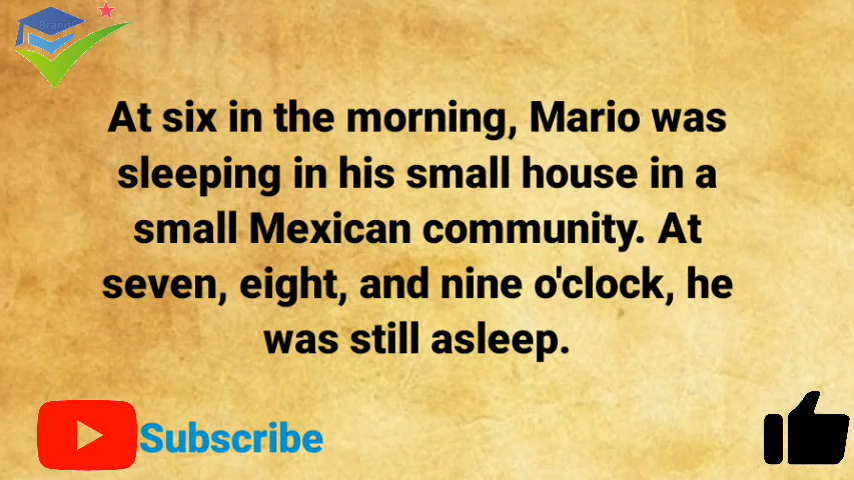 Brand
At six in the morning, Mario was
sleeping in his small house in a
small Mexican community. At
seven, eight, and nine o'clock, he
was still asleep.
Subscribe